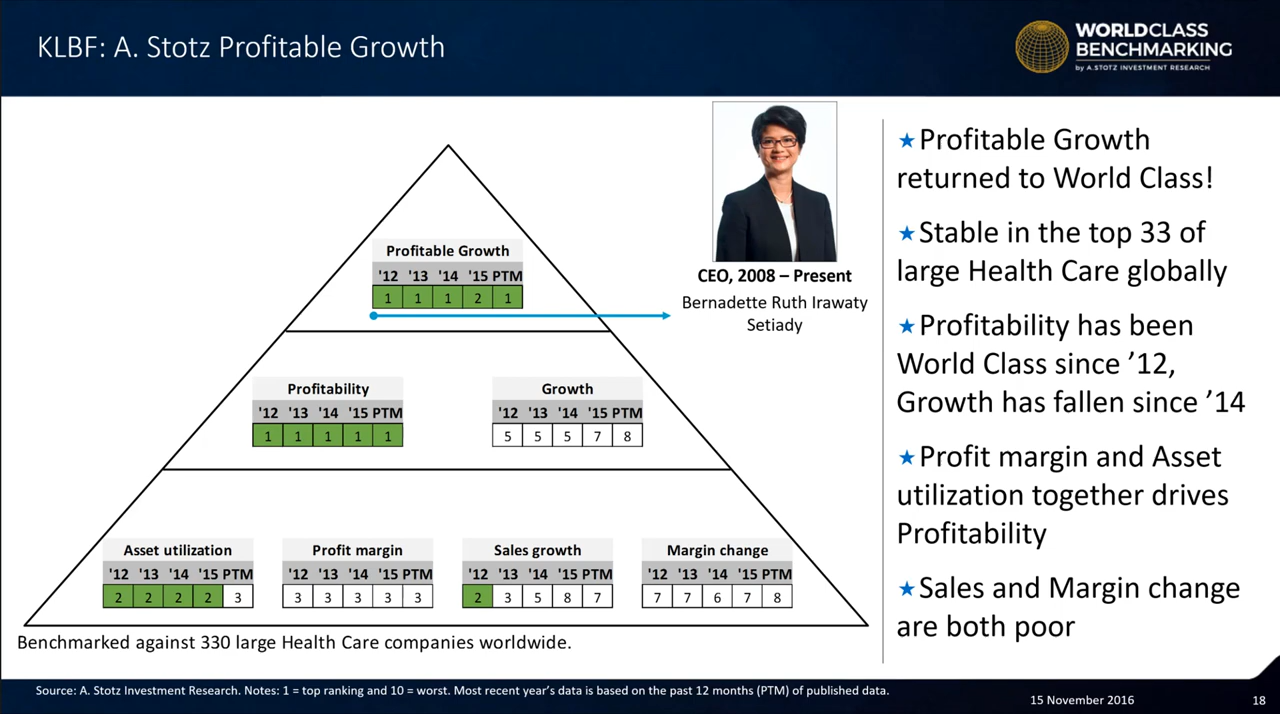 KLBF: A. Stotz Profitable Growth
WORLDCLASS
BENCHMARKING
by A.STOTZ INVESTMENT RESEARCH
Profitable Growth
'12 '13 '14 '15 PTM
1 1 1 2 1
CEO, 2008 – Present
Bernadette Ruth Irawaty
Setiady
Profitability
'12 '13 '14 '15 PTM
1 1 1 1 1
Growth
'12 '13 '14 '15 PTM
5 5 5 7 8
Asset utilization
'12 '13 '14 '15 PTM
2 2 2 2 3
Profit margin
'12 '13 '14 '15 PTM
3 3 3 3 3
Sales growth
'12 '13 '14 '15 PTM
2 3 5 8 7
Margin change
'12 '13 '14 '15 PTM
7 7 6 7 8
Benchmarked against 330 large Health Care companies worldwide.
★Profitable Growth
returned to World Class!
★Stable in the top 33 of
large Health Care globally
★Profitability has been
World Class since ’12,
Growth has fallen since ’14
★Profit margin and Asset
utilization together drives
Profitability
★Sales and Margin change
are both poor
Source: A. Stotz Investment Research. Notes: 1 = top ranking and 10 = worst. Most recent year’s data is based on the past 12 months (PTM) of published data.
15 November 2016
18